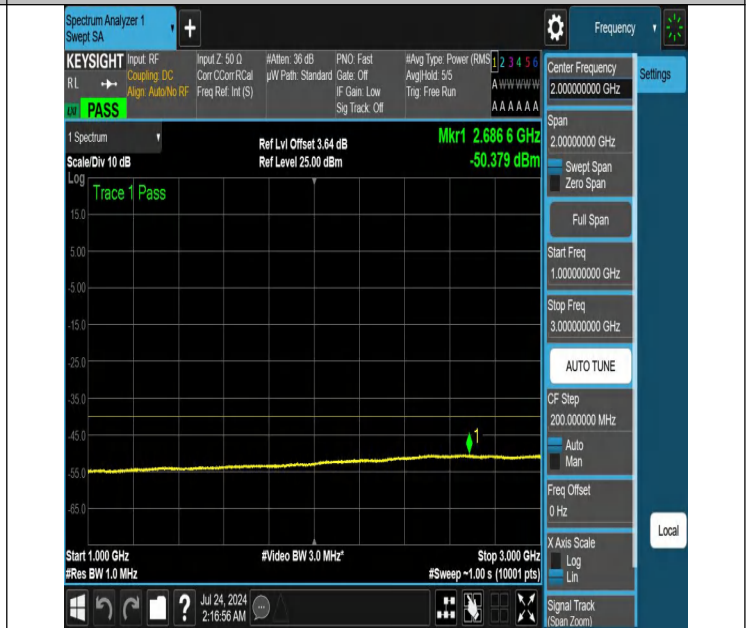 Spectrum Analyzer 1
Swept SA
+
Frequency
KEYSIGHT
RL
LXI
PASS
Input: RF
Coupling: DC
Align: Auto/No RF
Input Z: 50 Ω
Corr CCorr RCal
Freq Ref: Int (S)
#Atten: 36 dB
µW Path: Standard
PNO: Fast
Gate: Off
IF Gain: Low
Sig Track: Off
#Avg Type: Power (RMS
Avg|Hold: 5/5
Trig: Free Run
1 2 3 4 5 6
A W W W W W
A A A A A A
1 Spectrum
Scale/Div 10 dB
Ref Lvl Offset 3.64 dB
Ref Level 25.00 dBm
Mkr1 2.686 6 GHz
-50.379 dBm
Log
Trace 1 Pass
15.0
5.00
-5.00
-15.0
-25.0
-35.0
-45.0
-55.0
-65.0
1
Start 1.000 GHz
#Res BW 1.0 MHz
#Video BW 3.0 MHz*
Stop 3.000 GHz
#Sweep ~1.00 s (10001 pts)
?
Jul 24, 2024
2:16:56 AM
Center Frequency
2.000000000 GHz
Settings
Span
2.00000000 GHz
Swept Span
Zero Span
Full Span
Start Freq
1.000000000 GHz
Stop Freq
3.000000000 GHz
AUTO TUNE
CF Step
200.000000 MHz
Auto
Man
Freq Offset
0 Hz
X Axis Scale
Log
Lin
Local
Signal Track
(Span Zoom)